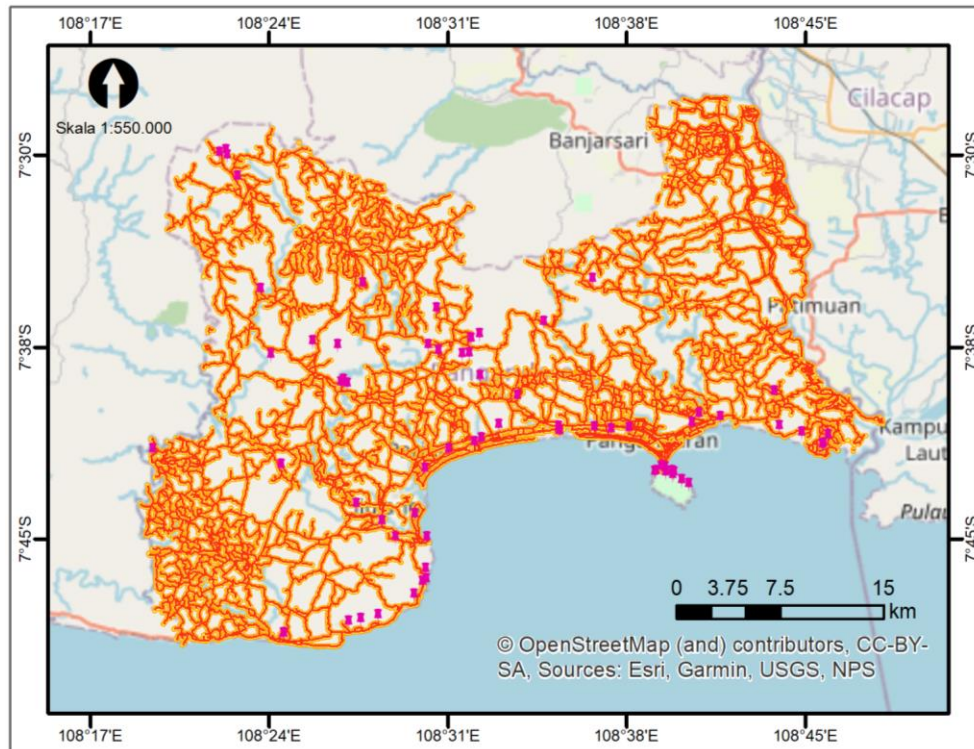 108°17'E 108°24'E 108°31'E 108°38'E 108°45'E
Cilacap
Skala 1:550.000
Banjarsari
7°30'S 7°30'S
Patimuan
7°38'S 7°38'S
Kampu
Laut
Pulau
7°45'S 7°45'S
0 3.75 7.5 15
km
© OpenStreetMap (and) contributors, CC-BY-
SA, Sources: Esri, Garmin, USGS, NPS
108°17'E 108°24'E 108°31'E 108°38'E 108°45'E